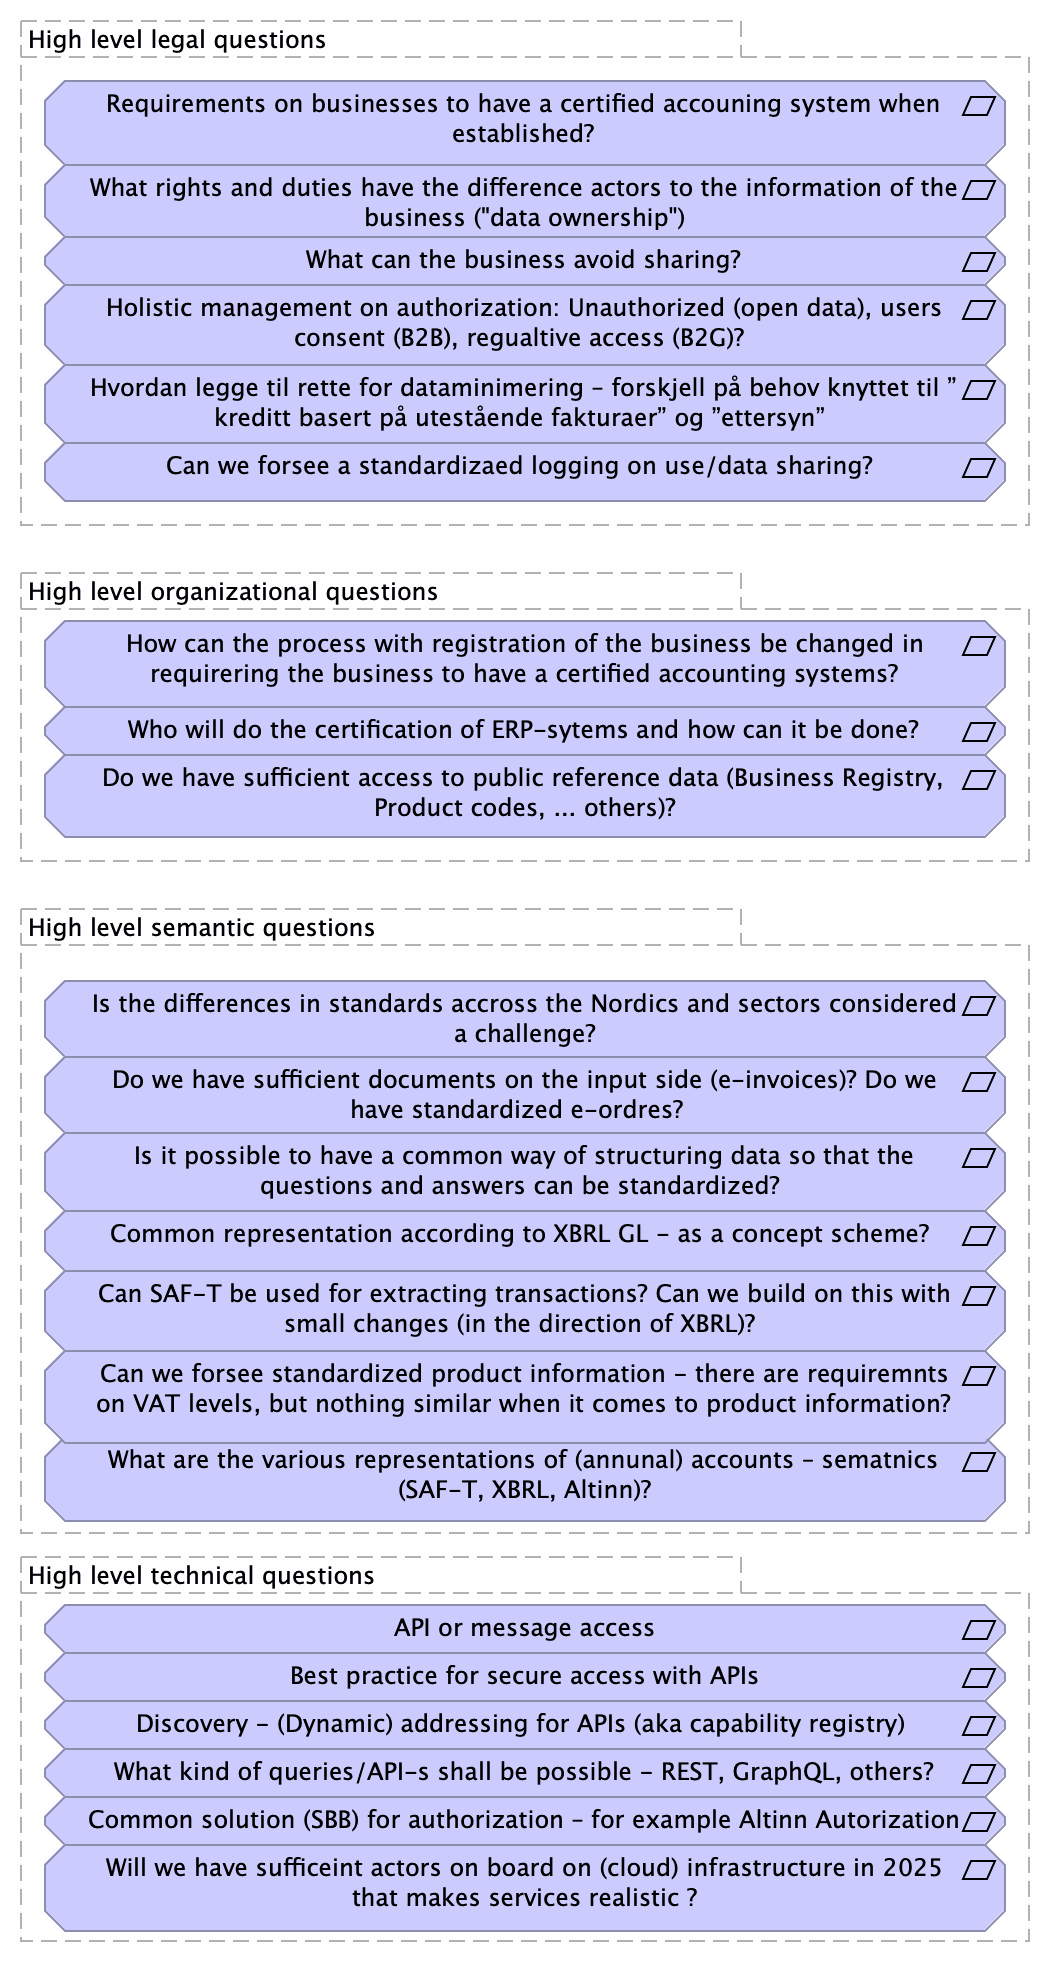 High level legal questions
Requirements on businesses to have a certified accouning system when
established?
What rights and duties have the difference actors to the information of the
business ("data ownership")
What can the business avoid sharing?
Holistic management on authorization: Unauthorized (open data), users
consent (B2B), regualtive access (B2G)?
Hvordan legge til rette for dataminimering – forskjell på behov knyttet til ”
kreditt basert på utestående fakturaer” og ”ettersyn”
Can we forsee a standardizaed logging on use/data sharing?
High level organizational questions
How can the process with registration of the business be changed in
requirering the business to have a certified accounting systems?
Who will do the certification of ERP-sytems and how can it be done?
Do we have sufficient access to public reference data (Business Registry,
Product codes, ... others)?
High level semantic questions
Is the differences in standards accross the Nordics and sectors considered
a challenge?
Do we have sufficient documents on the input side (e-invoices)? Do we
have standardized e-ordres?
Is it possible to have a common way of structuring data so that the
questions and answers can be standardized?
Common representation according to XBRL GL - as a concept scheme?
Can SAF-T be used for extracting transactions? Can we build on this with
small changes (in the direction of XBRL)?
Can we forsee standardized product information - there are requiremnts
on VAT levels, but nothing similar when it comes to product information?
What are the various representations of (annunal) accounts – sematnics
(SAF-T, XBRL, Altinn)?
High level technical questions
API or message access
Best practice for secure access with APIs
Discovery - (Dynamic) addressing for APIs (aka capability registry)
What kind of queries/API-s shall be possible - REST, GraphQL, others?
Common solution (SBB) for authorization – for example Altinn Autorization
Will we have sufficeint actors on board on (cloud) infrastructure in 2025
that makes services realistic ?